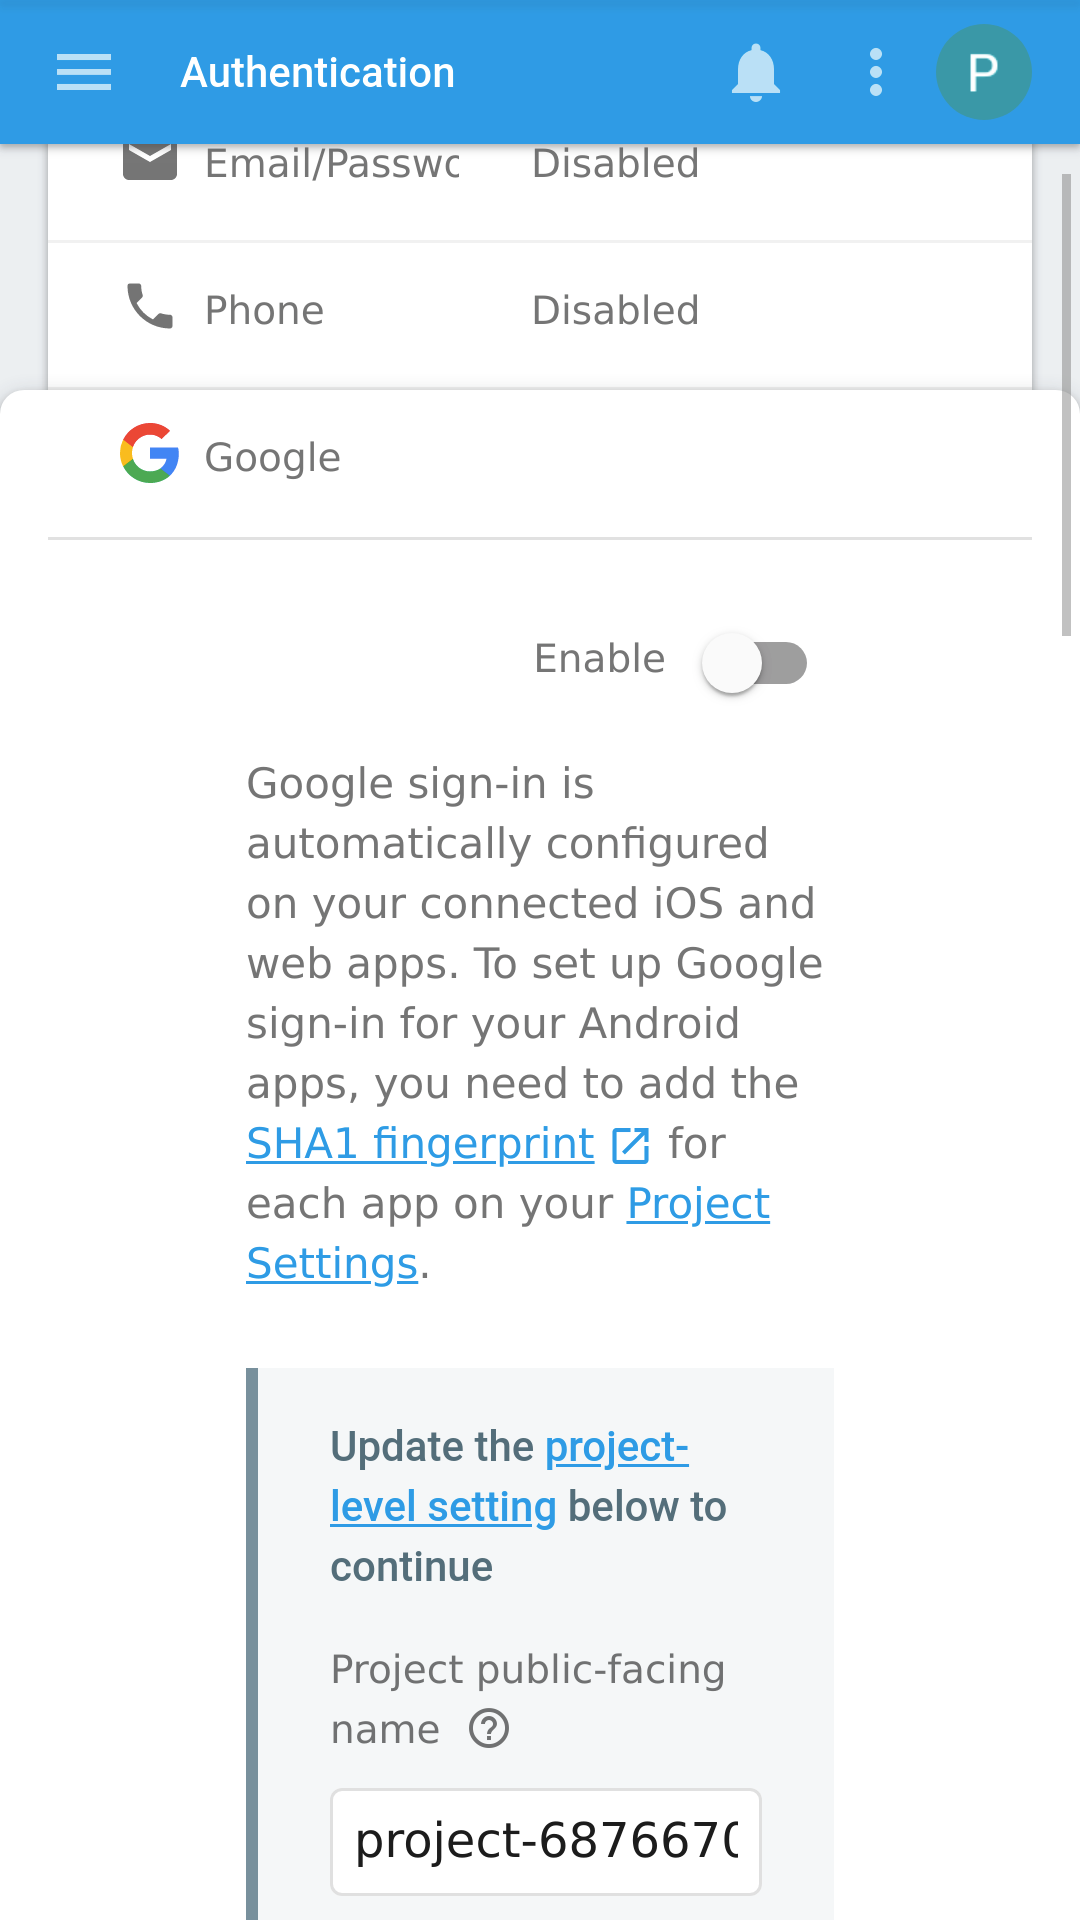 Authentication
P
Email/Passwo Disabled
Phone Disabled
Google
Enable
Google sign-in is
automatically configured
on your connected iOS and
web apps. To set up Google
sign-in for your Android
apps, you need to add the
SHA1 fingerprint for
each app on your Project
Settings.
Update the project-
level setting below to
continue
Project public-facing
name ?
project-6876670